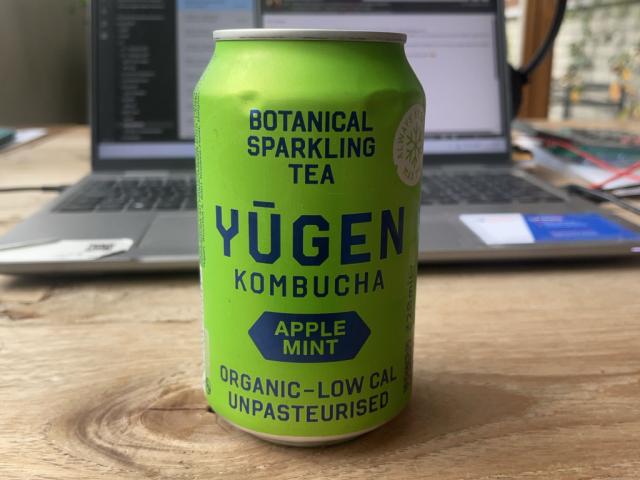 BOTANICAL
SPARKLING
TEA
YŪGEN
KOMBUCHA
APPLE
MINT
ORGANIC-LOW CAL
UNPASTEURISED